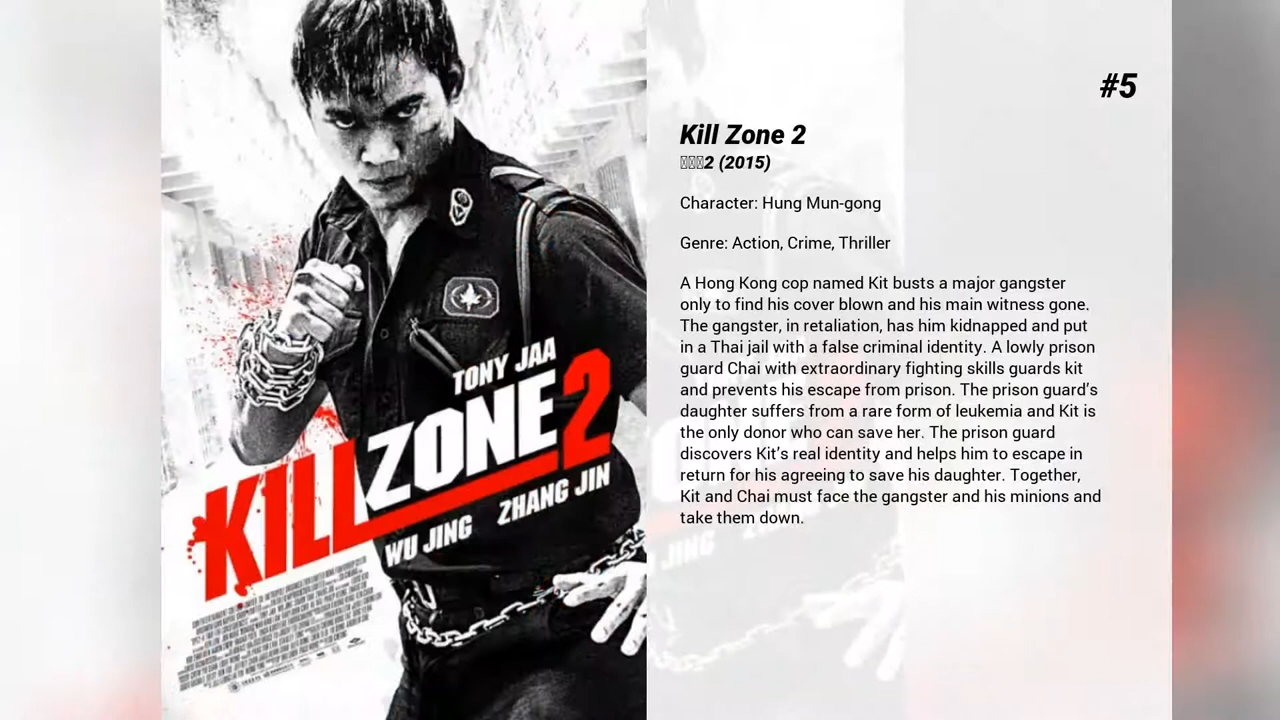 TONY JAA
KILL ZONE 2
WU JING ZHANG JIN
#5
Kill Zone 2
2 (2015)
Character: Hung Mun-gong
Genre: Action, Crime, Thriller
A Hong Kong cop named Kit busts a major gangster
only to find his cover blown and his main witness gone.
The gangster, in retaliation, has him kidnapped and put
in a Thai jail with a false criminal identity. A lowly prison
guard Chai with extraordinary fighting skills guards kit
and prevents his escape from prison. The prison guard's
daughter suffers from a rare form of leukemia and Kit is
the only donor who can save her. The prison guard
discovers Kit's real identity and helps him to escape in
return for his agreeing to save his daughter. Together,
Kit and Chai must face the gangster and his minions and
take them down.